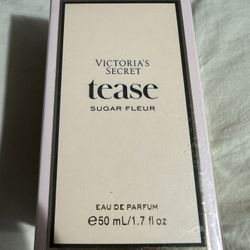 VICTORIA'S
SECRET
tease
SUGAR FLEUR
EAU DE PARFUM
℮50 mL/1.7 fl oz